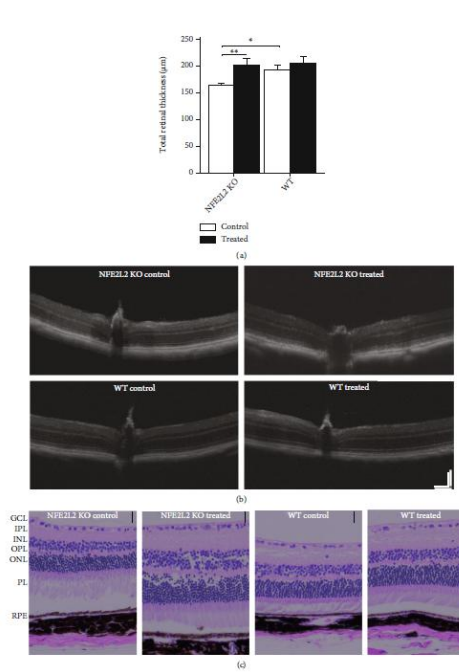 250
200
150
100
50
0
Total retinal thickness (μm)
*
**
NFE2L2 KO
WT
Control
Treated
(a)
NFE2L2 KO control
NFE2L2 KO treated
WT control
WT treated
(b)
NFE2L2 KO control
NFE2L2 KO treated
WT control
WT treated
GCL
IPL
INL
OPL
ONL
PL
RPE
(c)